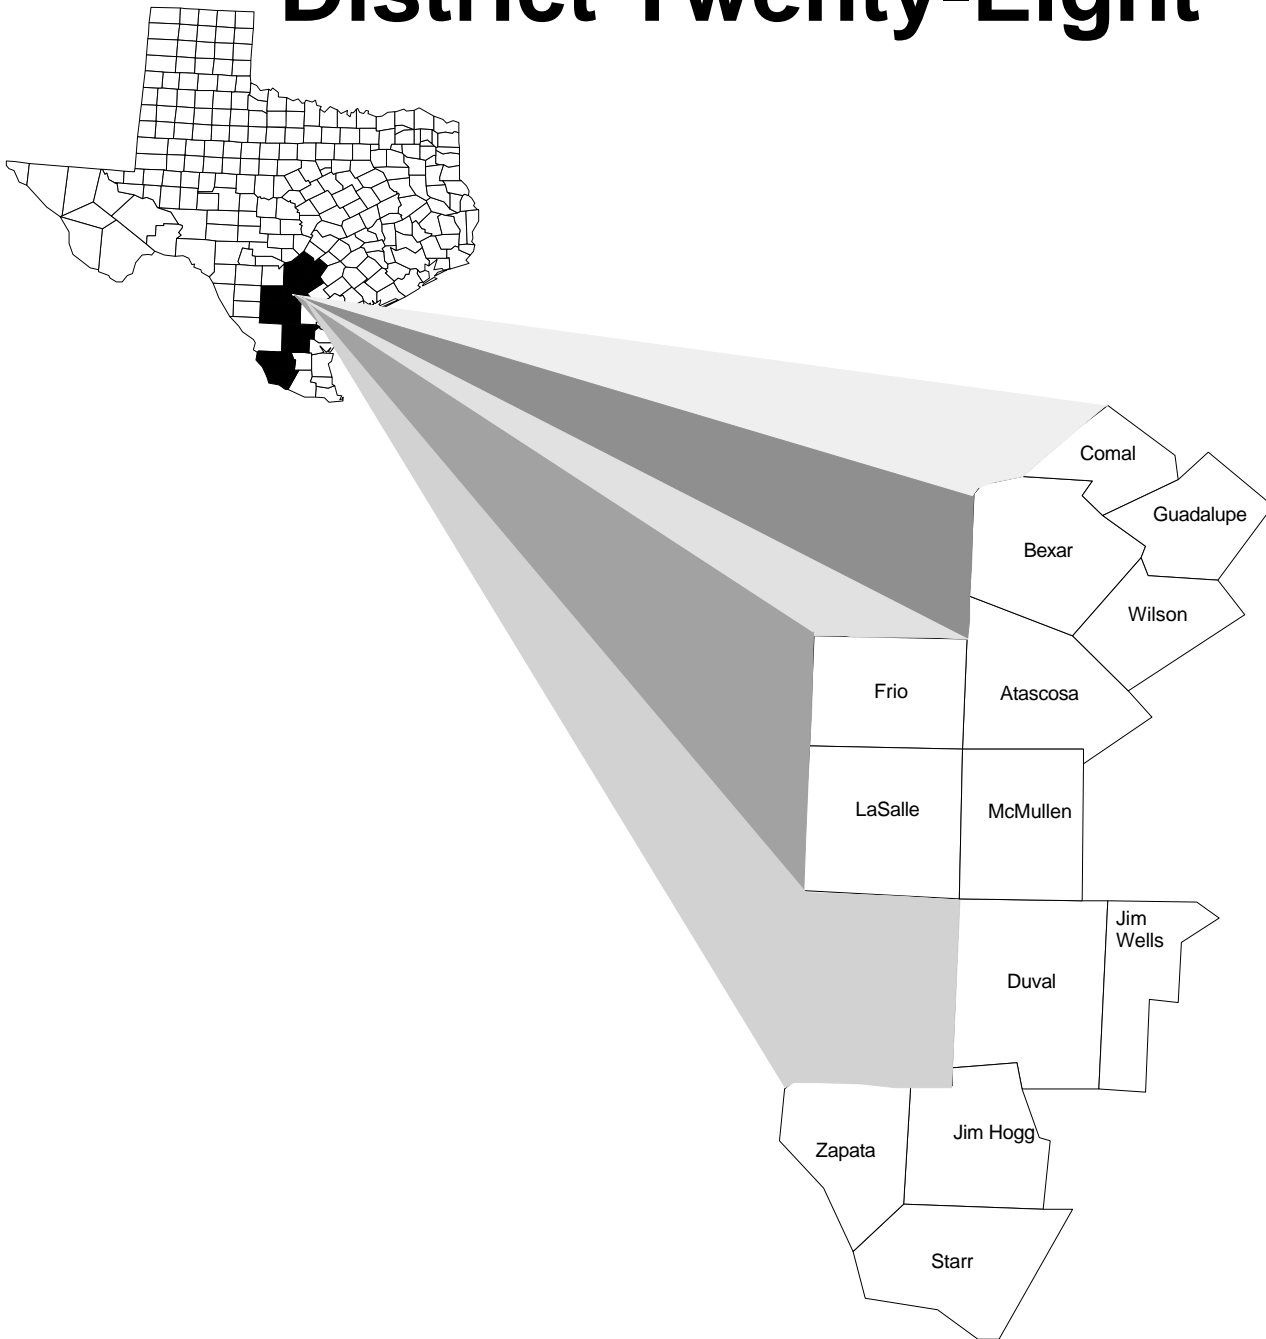 District Twenty-Eight
Comal
Guadalupe
Bexar
Wilson
Frio
Atascosa
LaSalle
McMullen
Jim
Wells
Duval
Jim Hogg
Zapata
Starr